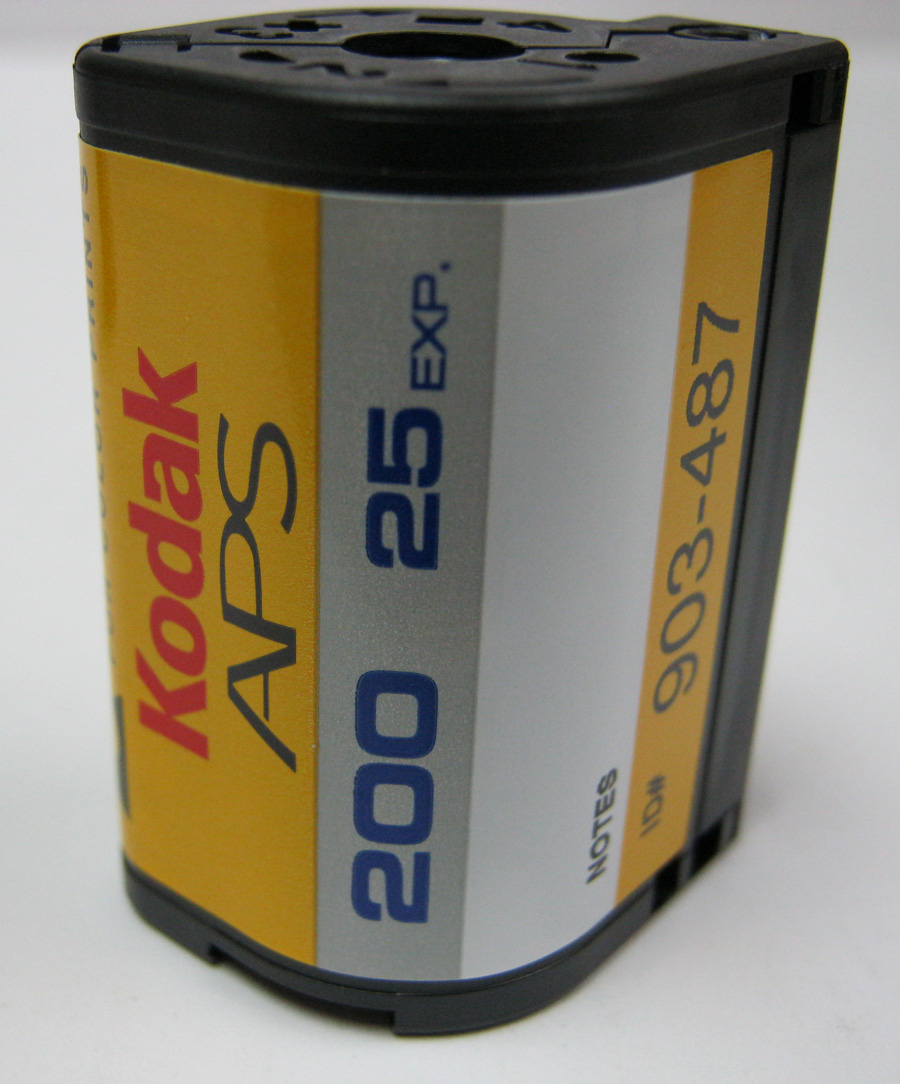 Kodak
APS
200 25 EXP.
NOTES
ID# 903-487